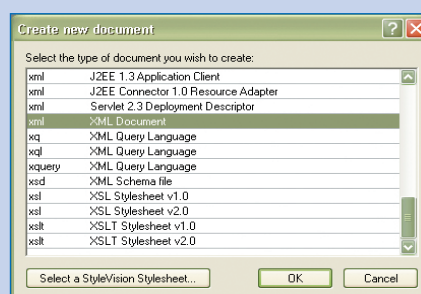 Create new document
Select the type of document you wish to create:
xml J2EE 1.3 Application Client
xml J2EE Connector 1.0 Resource Adapter
xml Servlet 2.3 Deployment Descriptor
xml XML Document
xq XML Query Language
xql XML Query Language
xquery XML Query Language
xsd XML Schema file
xsl XSL Stylesheet v1.0
xsl XSL Stylesheet v2.0
xslt XSLT Stylesheet v1.0
xslt XSLT Stylesheet v2.0
Select a StyleVision Stylesheet... OK Cancel